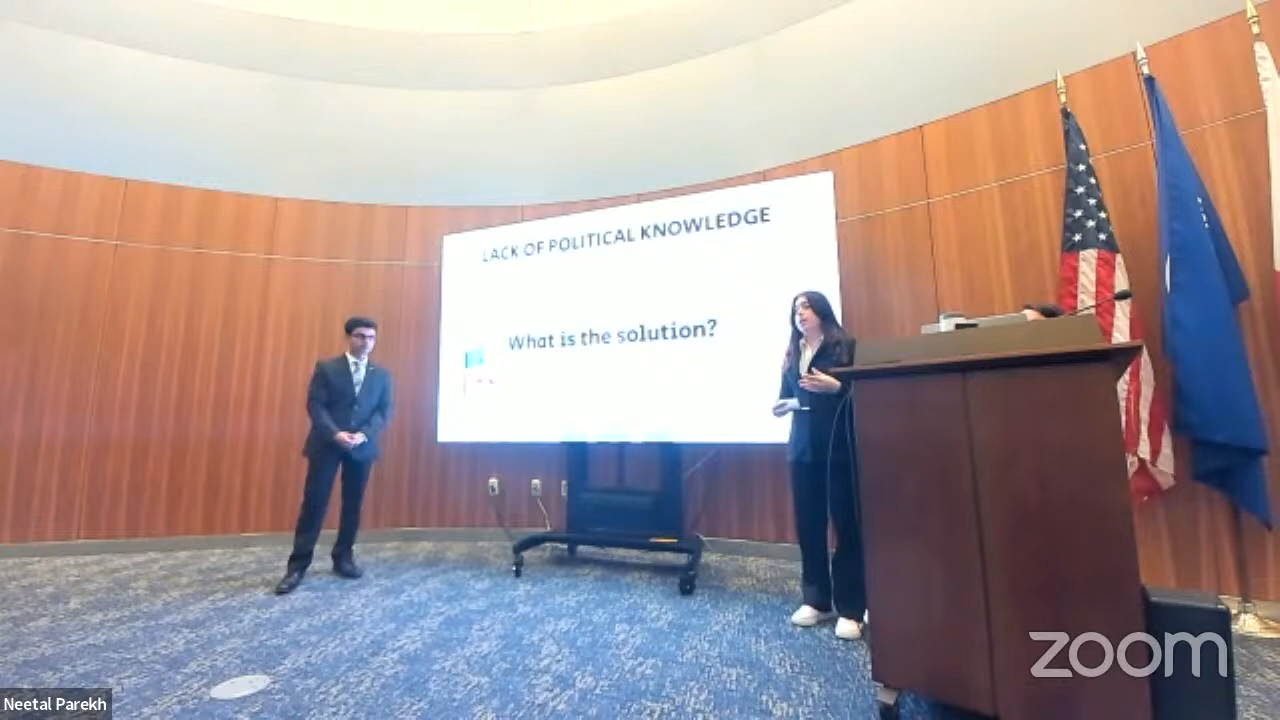 LACK OF POLITICAL KNOWLEDGE
What is the solution?
zoom
Neetal Parekh